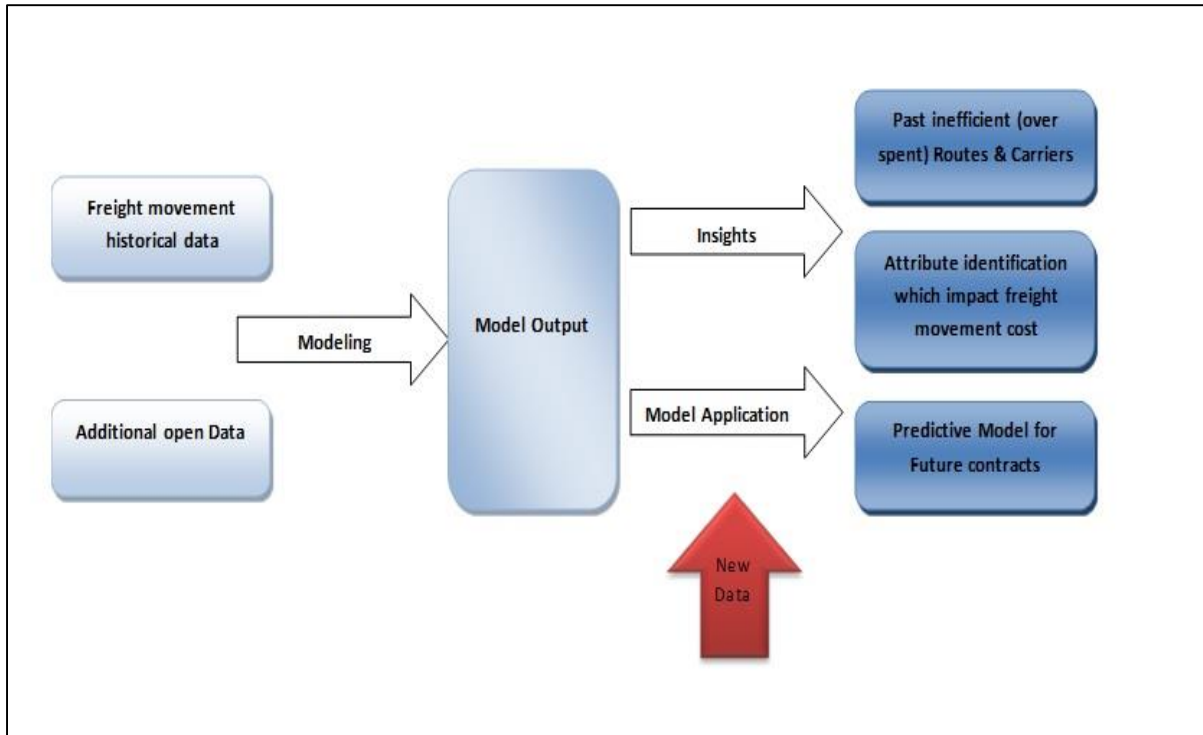 Freight movement
historical data
Additional open Data
Modeling
Model Output
Insights
Model Application
New
Data
Past inefficient (over
spent) Routes & Carriers
Attribute identification
which impact freight
movement cost
Predictive Model for
Future contracts